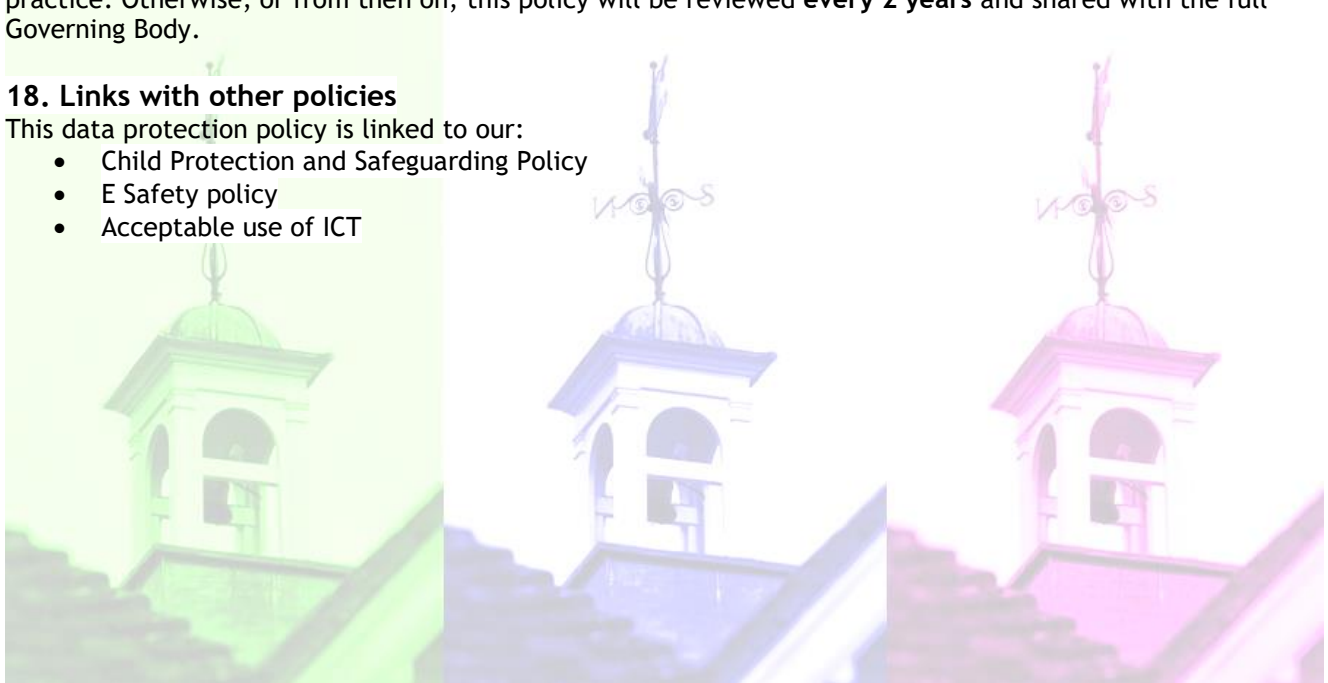 practice. Otherwise, or from then on, this policy will be reviewed every 2 years and shared with the full
Governing Body.
18. Links with other policies
This data protection policy is linked to our:
• Child Protection and Safeguarding Policy
• E Safety policy
• Acceptable use of ICT
N S
N S